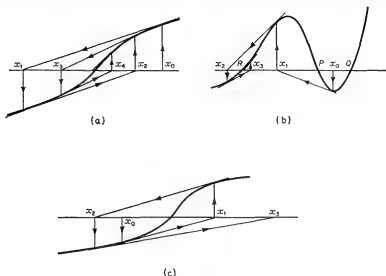 x₁ x₃ x₄ x₂ x₀
(a)
x₂ R x₃ x₁ P x₀ Q
(b)
x₂ x₀ x₁ x₃
(c)